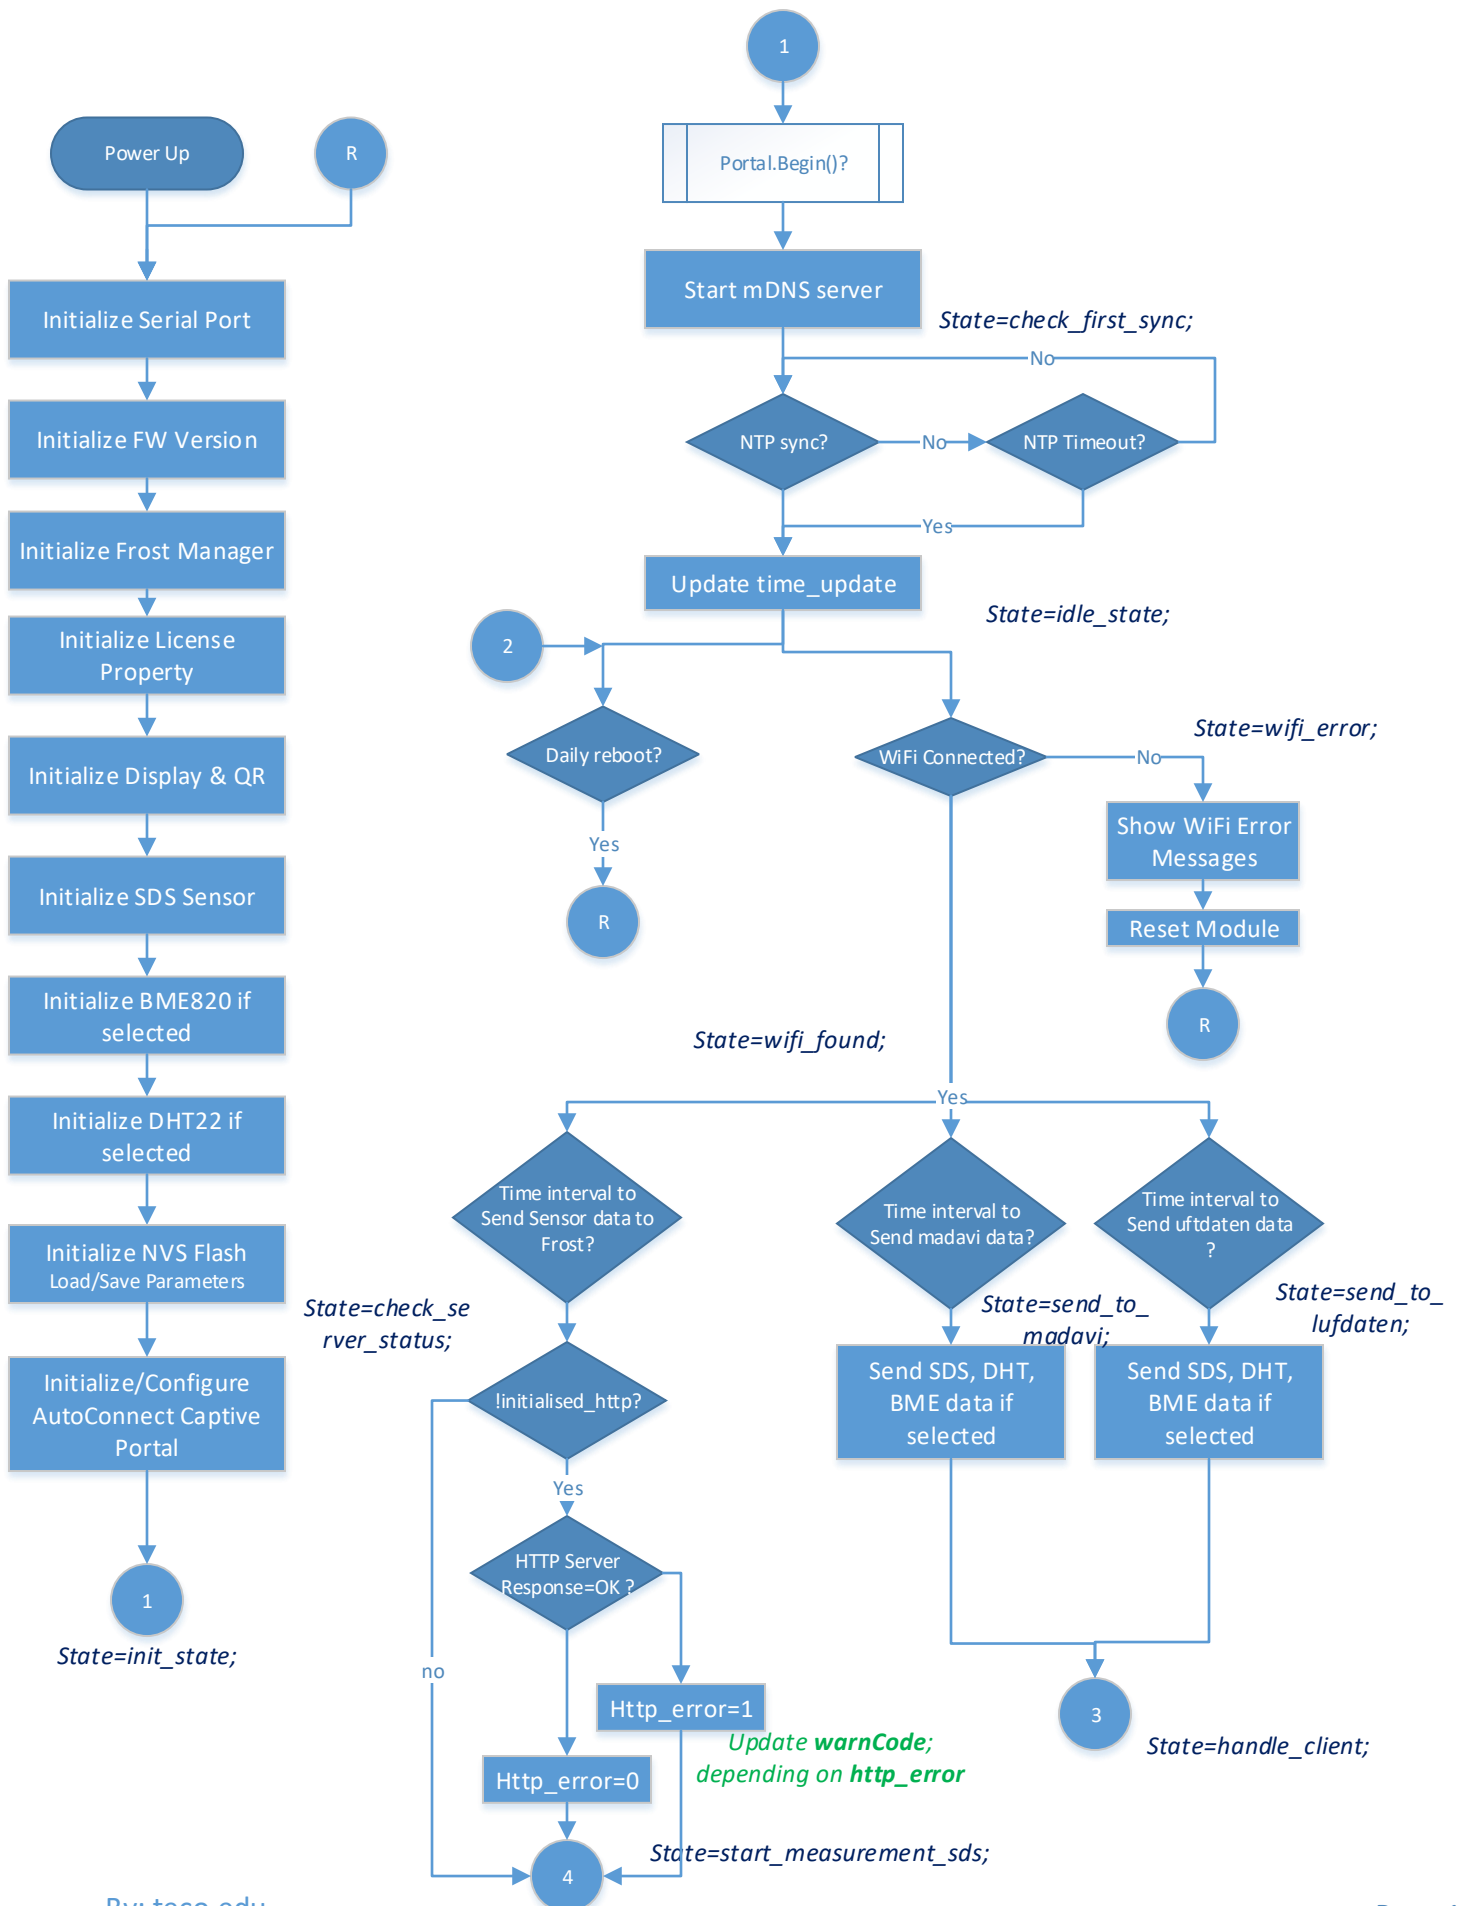 Power Up
R
Initialize Serial Port
Initialize FW Version
Initialize Frost Manager
Initialize License
Property
Initialize Display & QR
Initialize SDS Sensor
Initialize BME820 if
selected
Initialize DHT22 if
selected
Initialize NVS Flash
Load/Save Parameters
Initialize/Configure
AutoConnect Captive
Portal
1
State=init_state;
1
Portal.Begin()?
Start mDNS server
State=check_first_sync;
No
NTP sync?
No
NTP Timeout?
Yes
Update time_update
State=idle_state;
2
Daily reboot?
Yes
R
WiFi Connected?
No
State=wifi_error;
Show WiFi Error
Messages
Reset Module
R
State=wifi_found;
Yes
Time interval to
Send Sensor data to
Frost?
Time interval to
Send madavi data?
Time interval to
Send uftdaten data
?
State=check_se
rver_status;
State=send_to_
madavi;
State=send_to_
lufdaten;
!initialised_http?
Send SDS, DHT,
BME data if
selected
Send SDS, DHT,
BME data if
selected
Yes
HTTP Server
Response=OK ?
no
Http_error=1
Update warnCode;
depending on http_error
Http_error=0
3
State=handle_client;
State=start_measurement_sds;
4